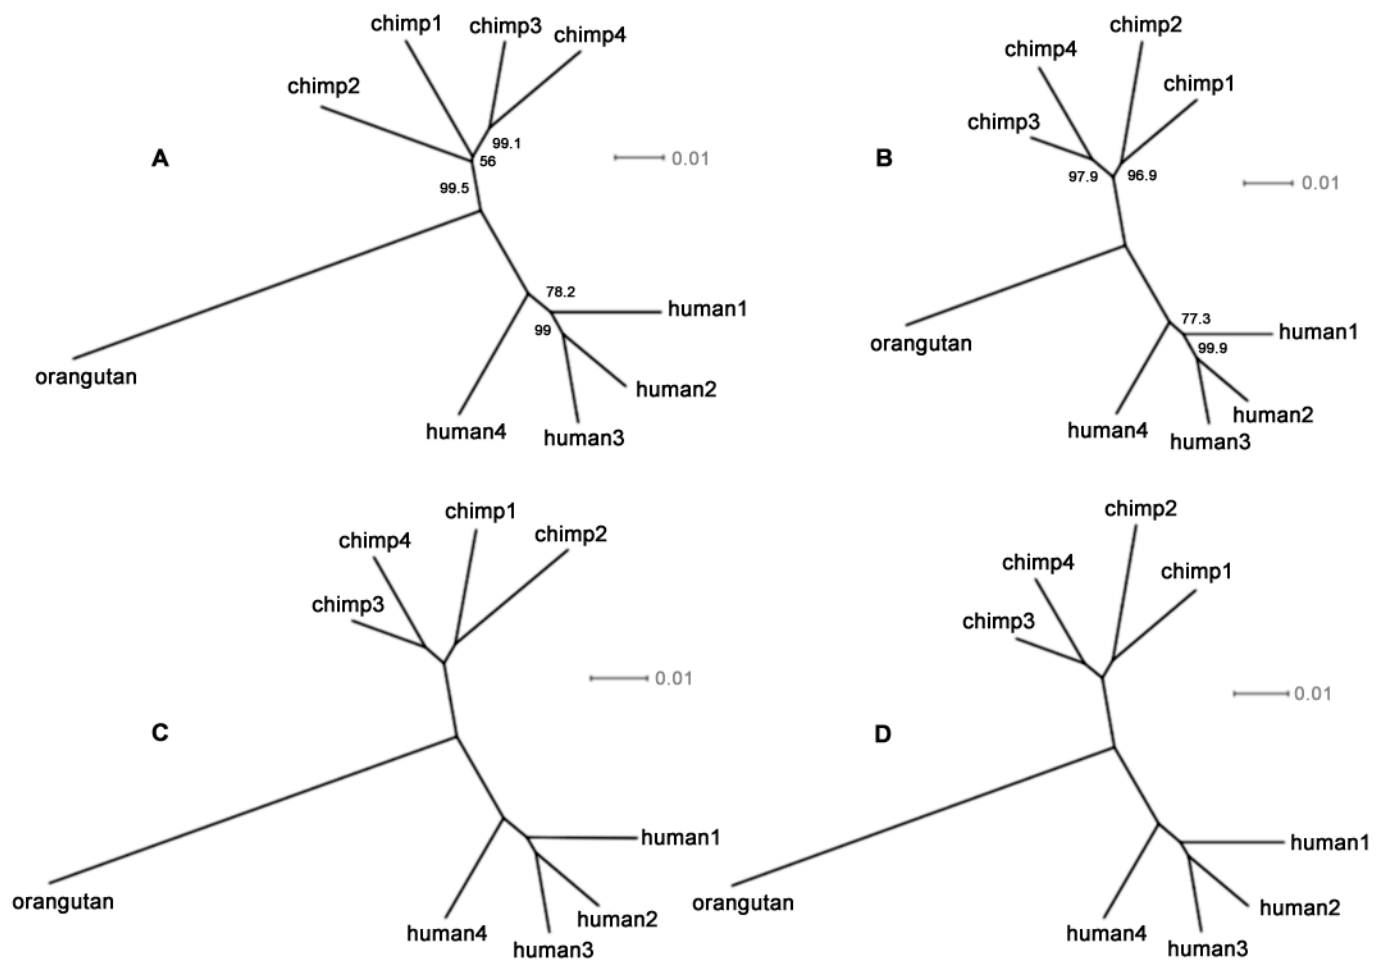 chimp1
chimp3
chimp4
chimp2
A
99.1
56
99.5
0.01
78.2
99
human1
human2
human3
human4
orangutan
chimp2
chimp4
chimp1
chimp3
B
97.9
96.9
0.01
77.3
99.9
human1
human2
human3
human4
orangutan
chimp1
chimp2
chimp4
chimp3
0.01
C
human1
human2
human3
human4
orangutan
chimp2
chimp4
chimp1
chimp3
0.01
D
human1
human2
human3
human4
orangutan